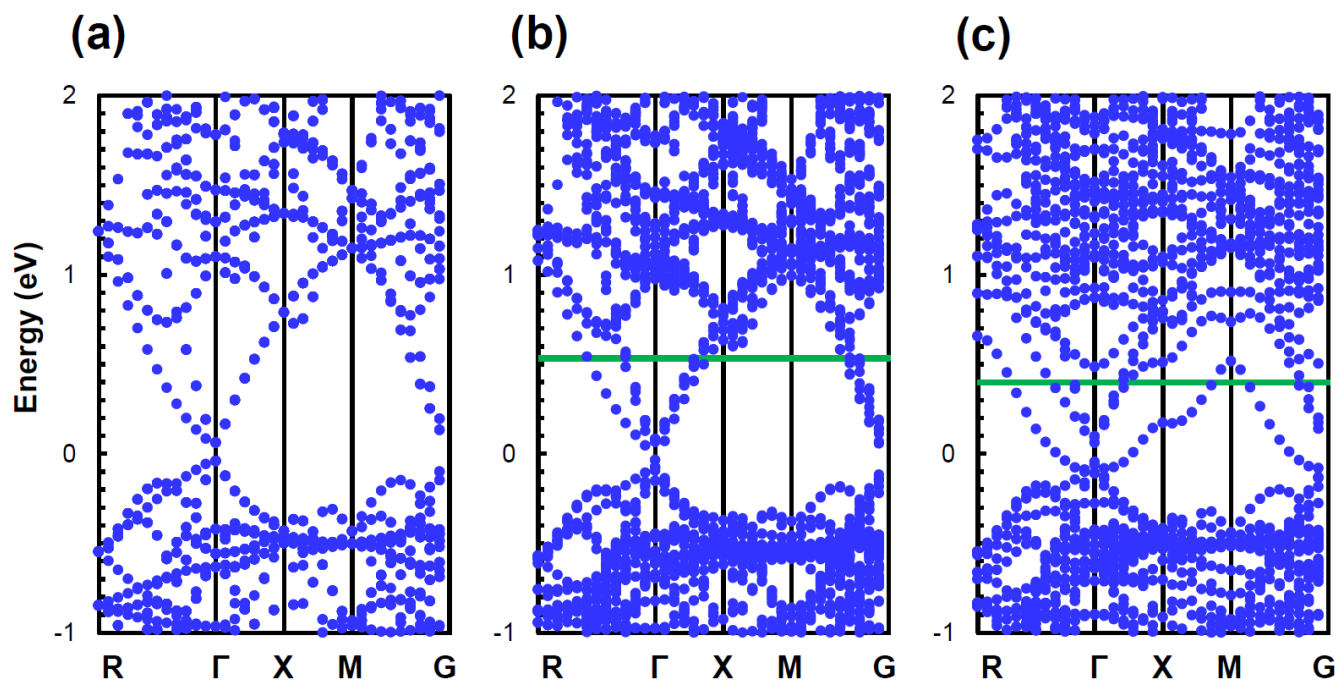 (a) (b) (c)
2 2 2
1 1 1
0 0 0
-1 -1 -1
Energy (eV)
R Γ X M G R Γ X M G R Γ X M G